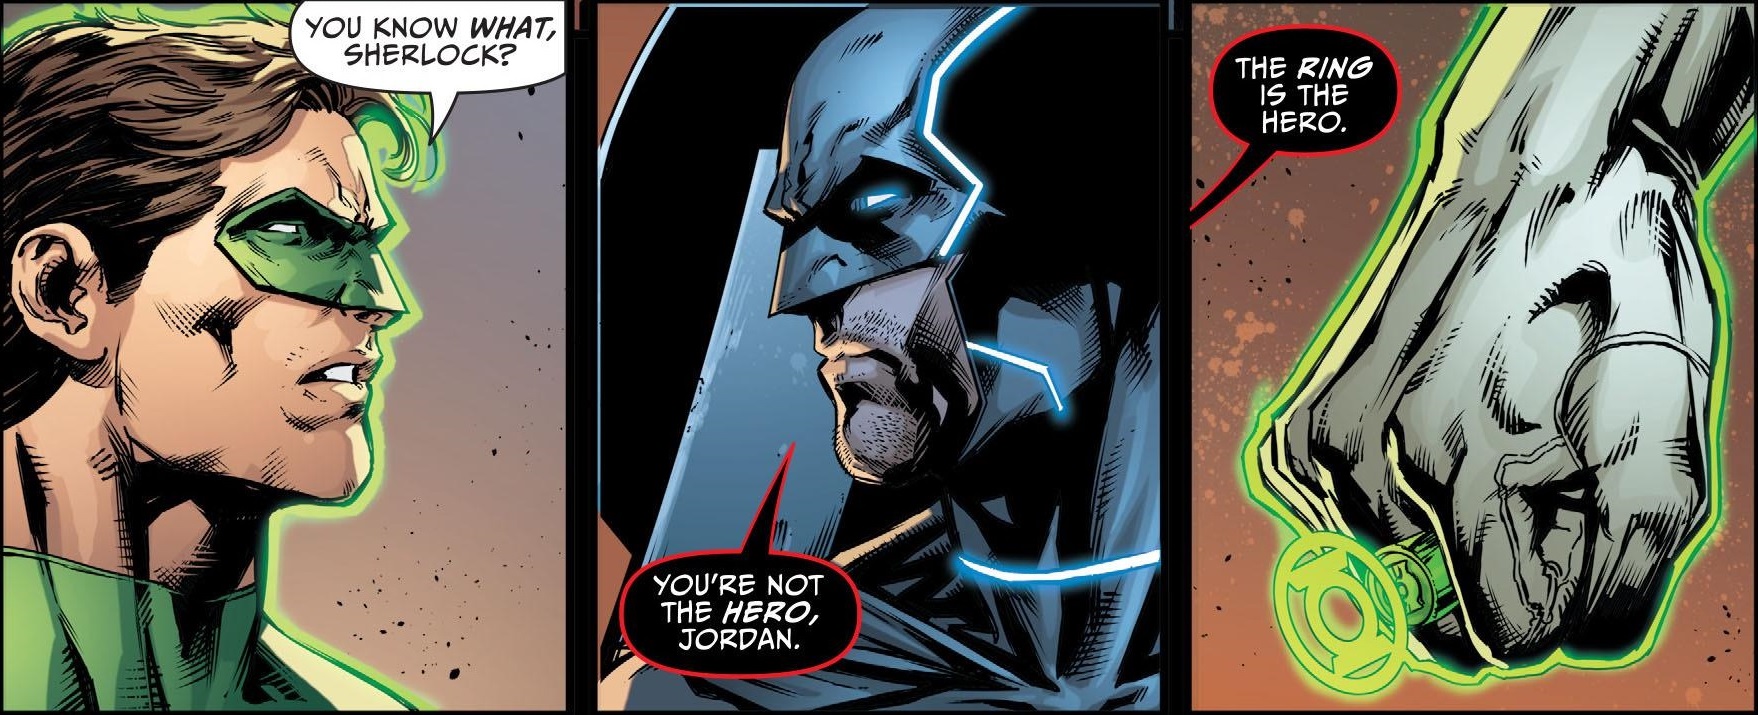 YOU KNOW WHAT,
SHERLOCK?
YOU'RE NOT
THE HERO,
JORDAN.
THE RING
IS THE
HERO.